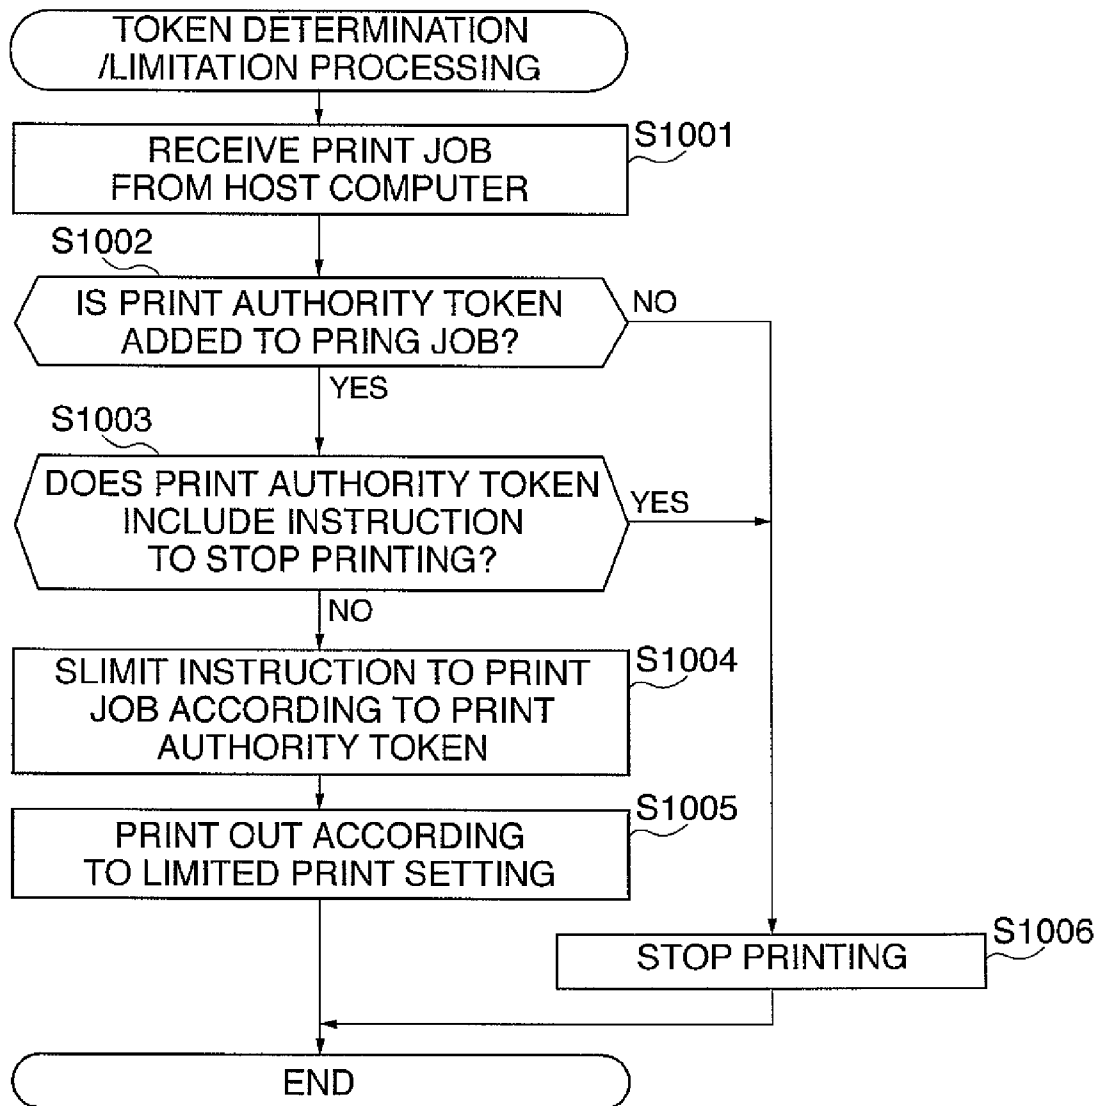 TOKEN DETERMINATION
/LIMITATION PROCESSING
RECEIVE PRINT JOB
FROM HOST COMPUTER
S1001
S1002
IS PRINT AUTHORITY TOKEN
ADDED TO PRING JOB?
NO
YES
S1003
DOES PRINT AUTHORITY TOKEN
INCLUDE INSTRUCTION
TO STOP PRINTING?
YES
NO
SLIMIT INSTRUCTION TO PRINT
JOB ACCORDING TO PRINT
AUTHORITY TOKEN
S1004
PRINT OUT ACCORDING
TO LIMITED PRINT SETTING
S1005
STOP PRINTING
S1006
END